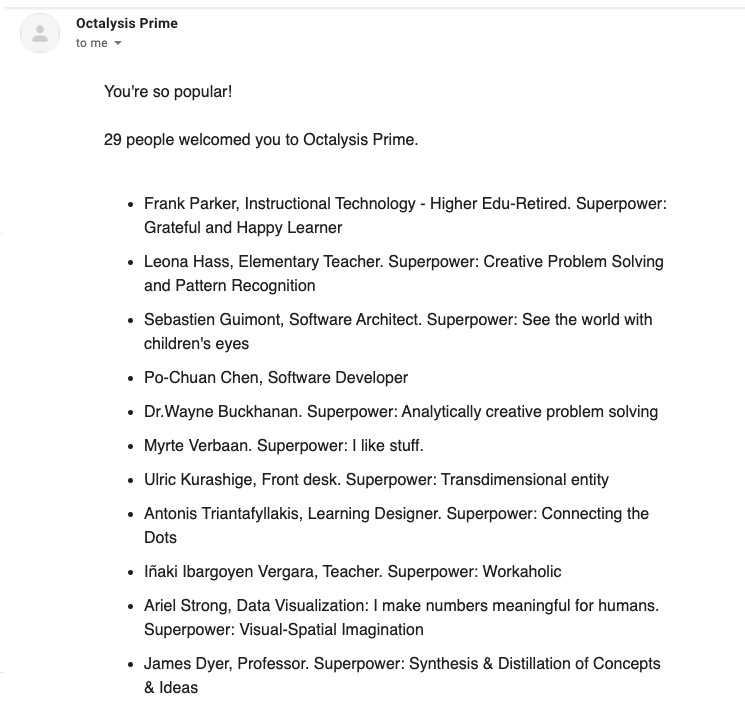 Octalysis Prime
to me
You're so popular!
29 people welcomed you to Octalysis Prime.
• Frank Parker, Instructional Technology - Higher Edu-Retired. Superpower:
Grateful and Happy Learner
• Leona Hass, Elementary Teacher. Superpower: Creative Problem Solving
and Pattern Recognition
• Sebastien Guimont, Software Architect. Superpower: See the world with
children's eyes
• Po-Chuan Chen, Software Developer
• Dr.Wayne Buckhanan. Superpower: Analytically creative problem solving
• Myrte Verbaan. Superpower: I like stuff.
• Ulric Kurashige, Front desk. Superpower: Transdimensional entity
• Antonis Triantafyllakis, Learning Designer. Superpower: Connecting the
Dots
• Iñaki Ibargoyen Vergara, Teacher. Superpower: Workaholic
• Ariel Strong, Data Visualization: I make numbers meaningful for humans.
Superpower: Visual-Spatial Imagination
• James Dyer, Professor. Superpower: Synthesis & Distillation of Concepts
& Ideas